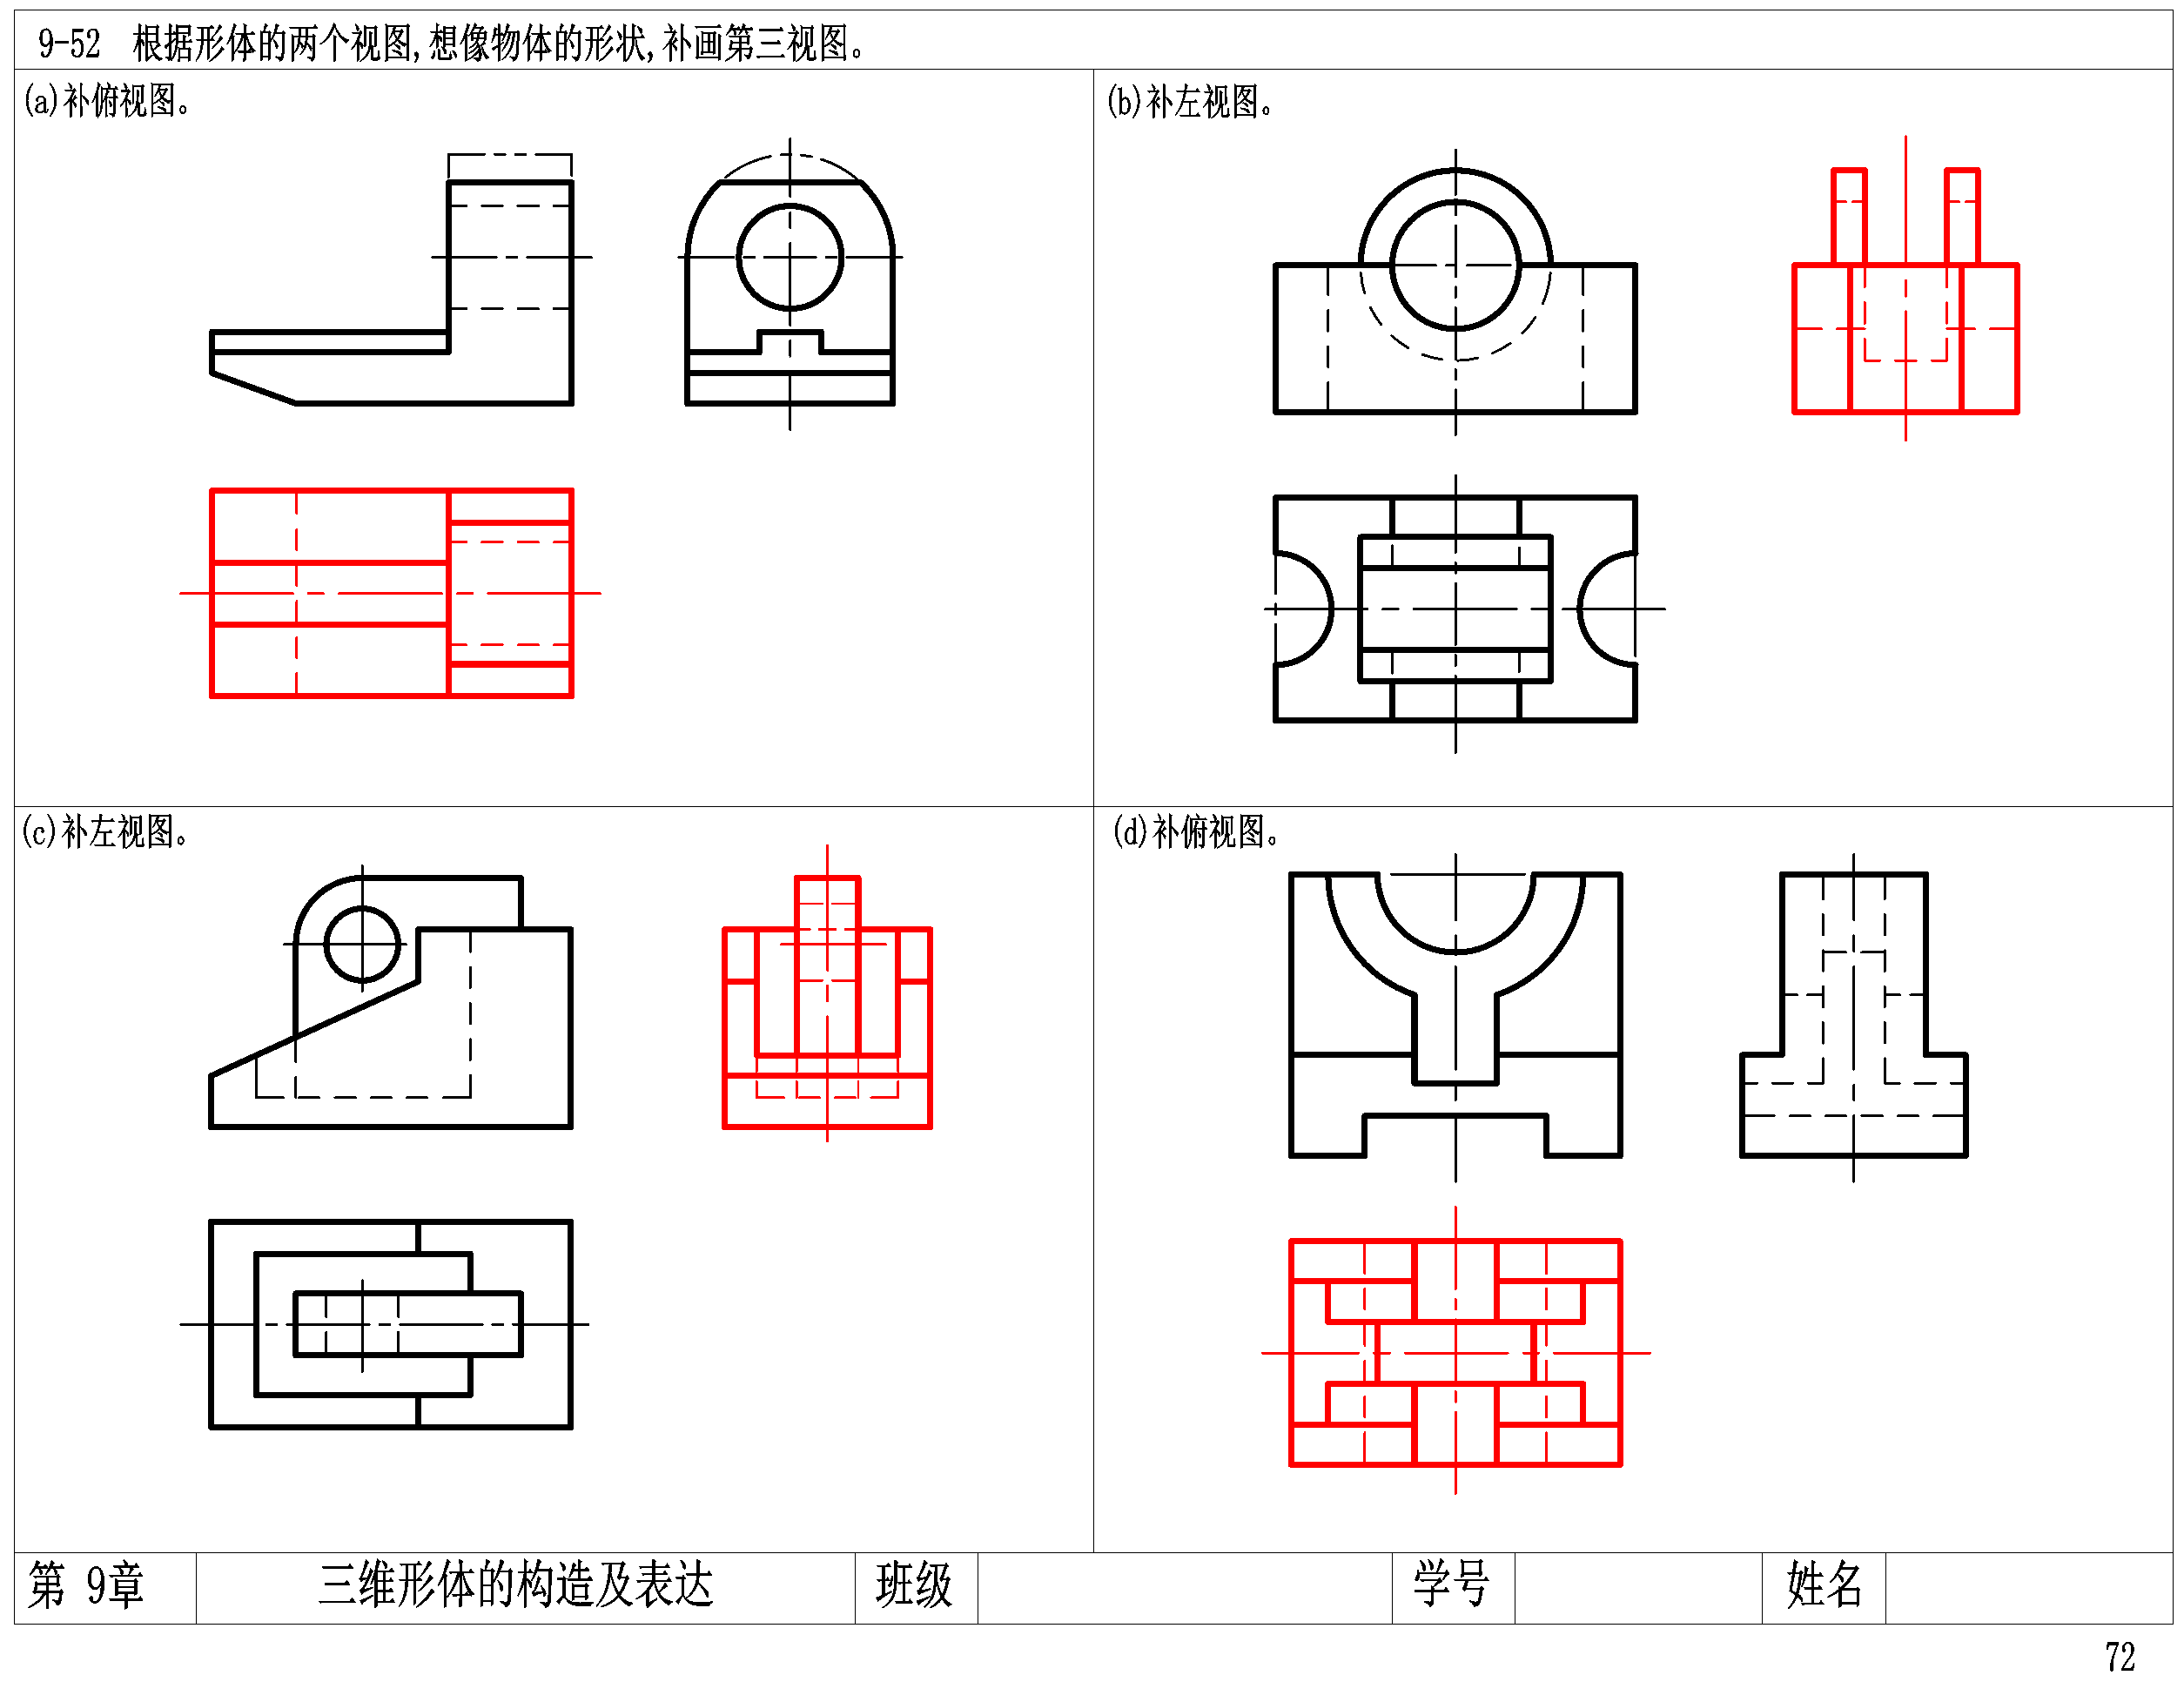 9-52 根据形体的两个视图,想像物体的形状,补画第三视图。
(a)补俯视图。
(b)补左视图。
(c)补左视图。
(d)补俯视图。
第 9章 三维形体的构造及表达 班级 学号 姓名
72